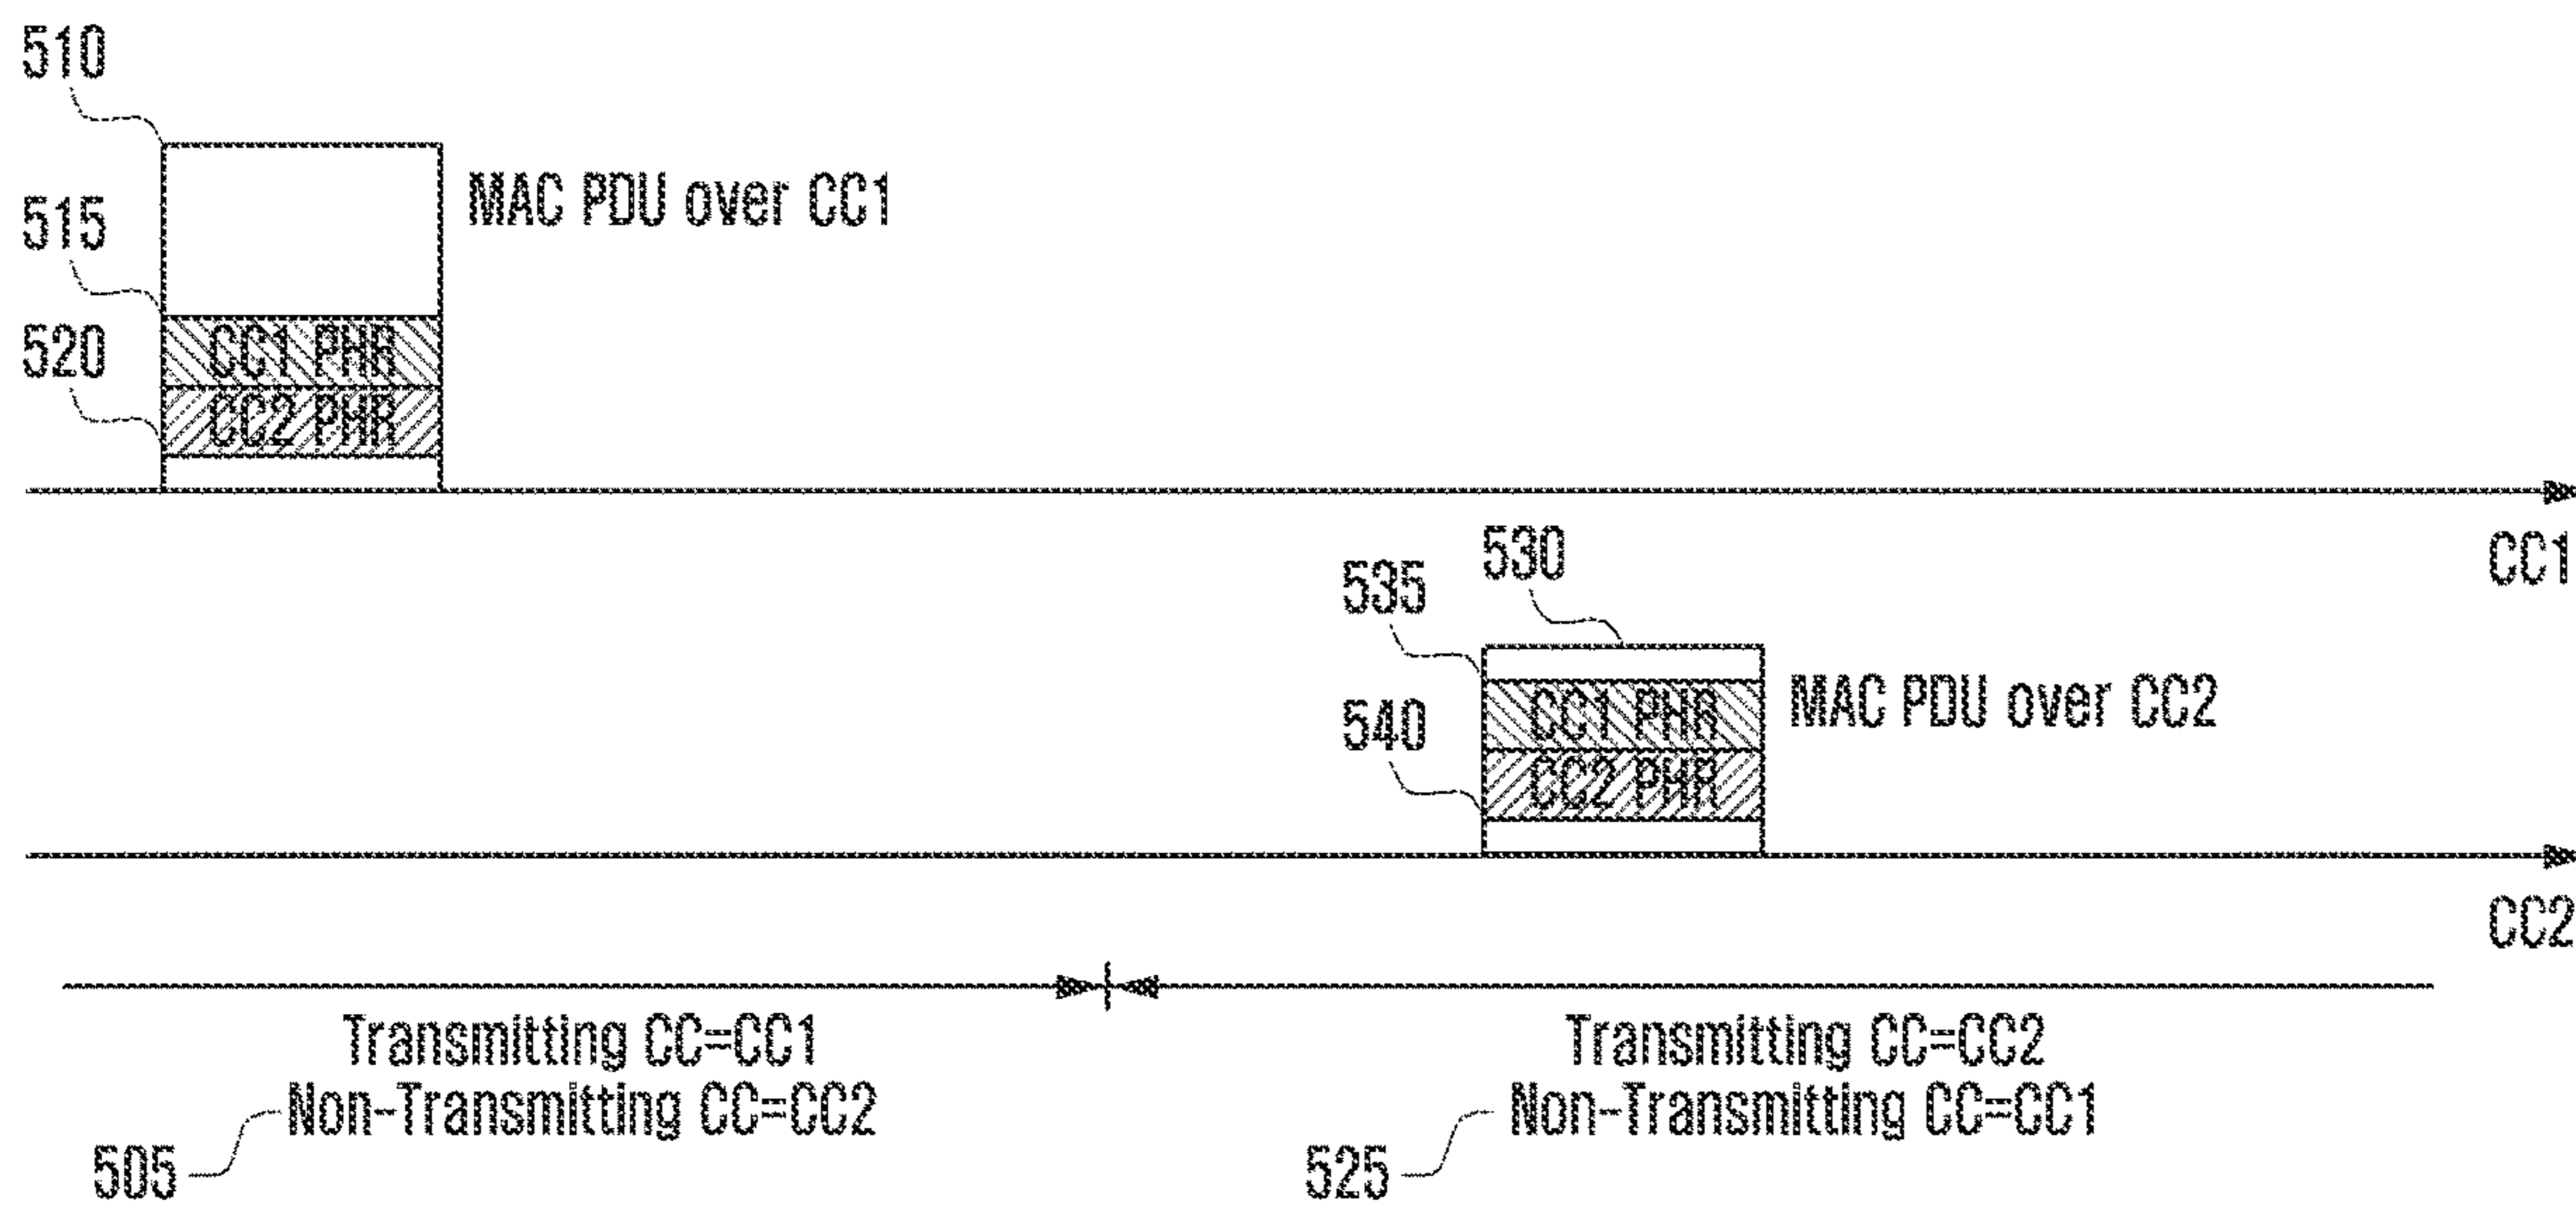 510
MAC PDU over CC1
515
CC1 PHR
520
CC2 PHR
CC1
530
535
CC1 PHR
MAC PDU over CC2
540
CC2 PHR
CC2
Transmitting CC=CC1
Non-Transmitting CC=CC2
505
Transmitting CC=CC2
Non-Transmitting CC=CC1
525